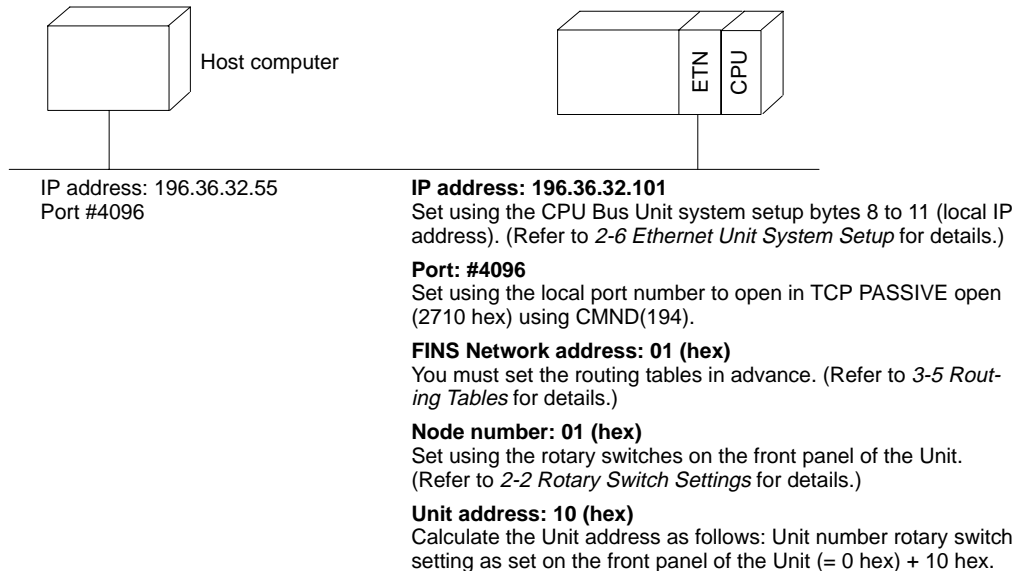 Host computer
ETN
CPU
IP address: 196.36.32.55
Port #4096
IP address: 196.36.32.101
Set using the CPU Bus Unit system setup bytes 8 to 11 (local IP
address). (Refer to 2-6 Ethernet Unit System Setup for details.)
Port: #4096
Set using the local port number to open in TCP PASSIVE open
(2710 hex) using CMND(194).
FINS Network address: 01 (hex)
You must set the routing tables in advance. (Refer to 3-5 Rout-
ing Tables for details.)
Node number: 01 (hex)
Set using the rotary switches on the front panel of the Unit.
(Refer to 2-2 Rotary Switch Settings for details.)
Unit address: 10 (hex)
Calculate the Unit address as follows: Unit number rotary switch
setting as set on the front panel of the Unit (= 0 hex) + 10 hex.